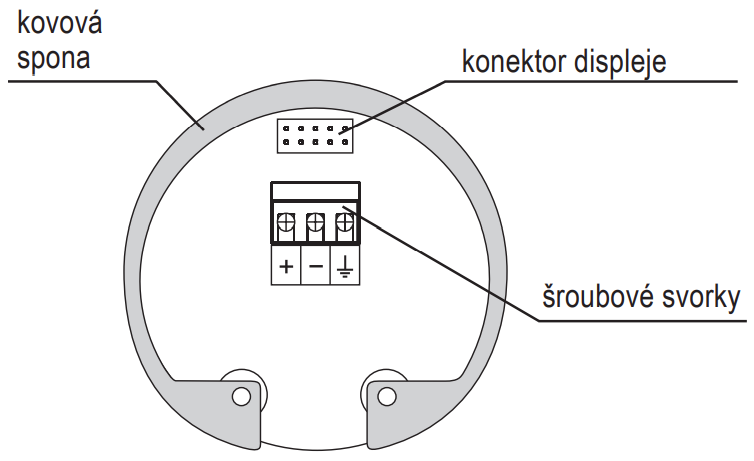 kovová
spona
konektor displeje
+ −
šroubové svorky